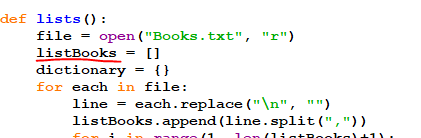 def lists():
    file = open("Books.txt", "r")
    listBooks = []
    dictionary = {}
    for each in file:
        line = each.replace("\n", "")
        listBooks.append(line.split(","))
        for i in range(1, len(listBooks)+1):